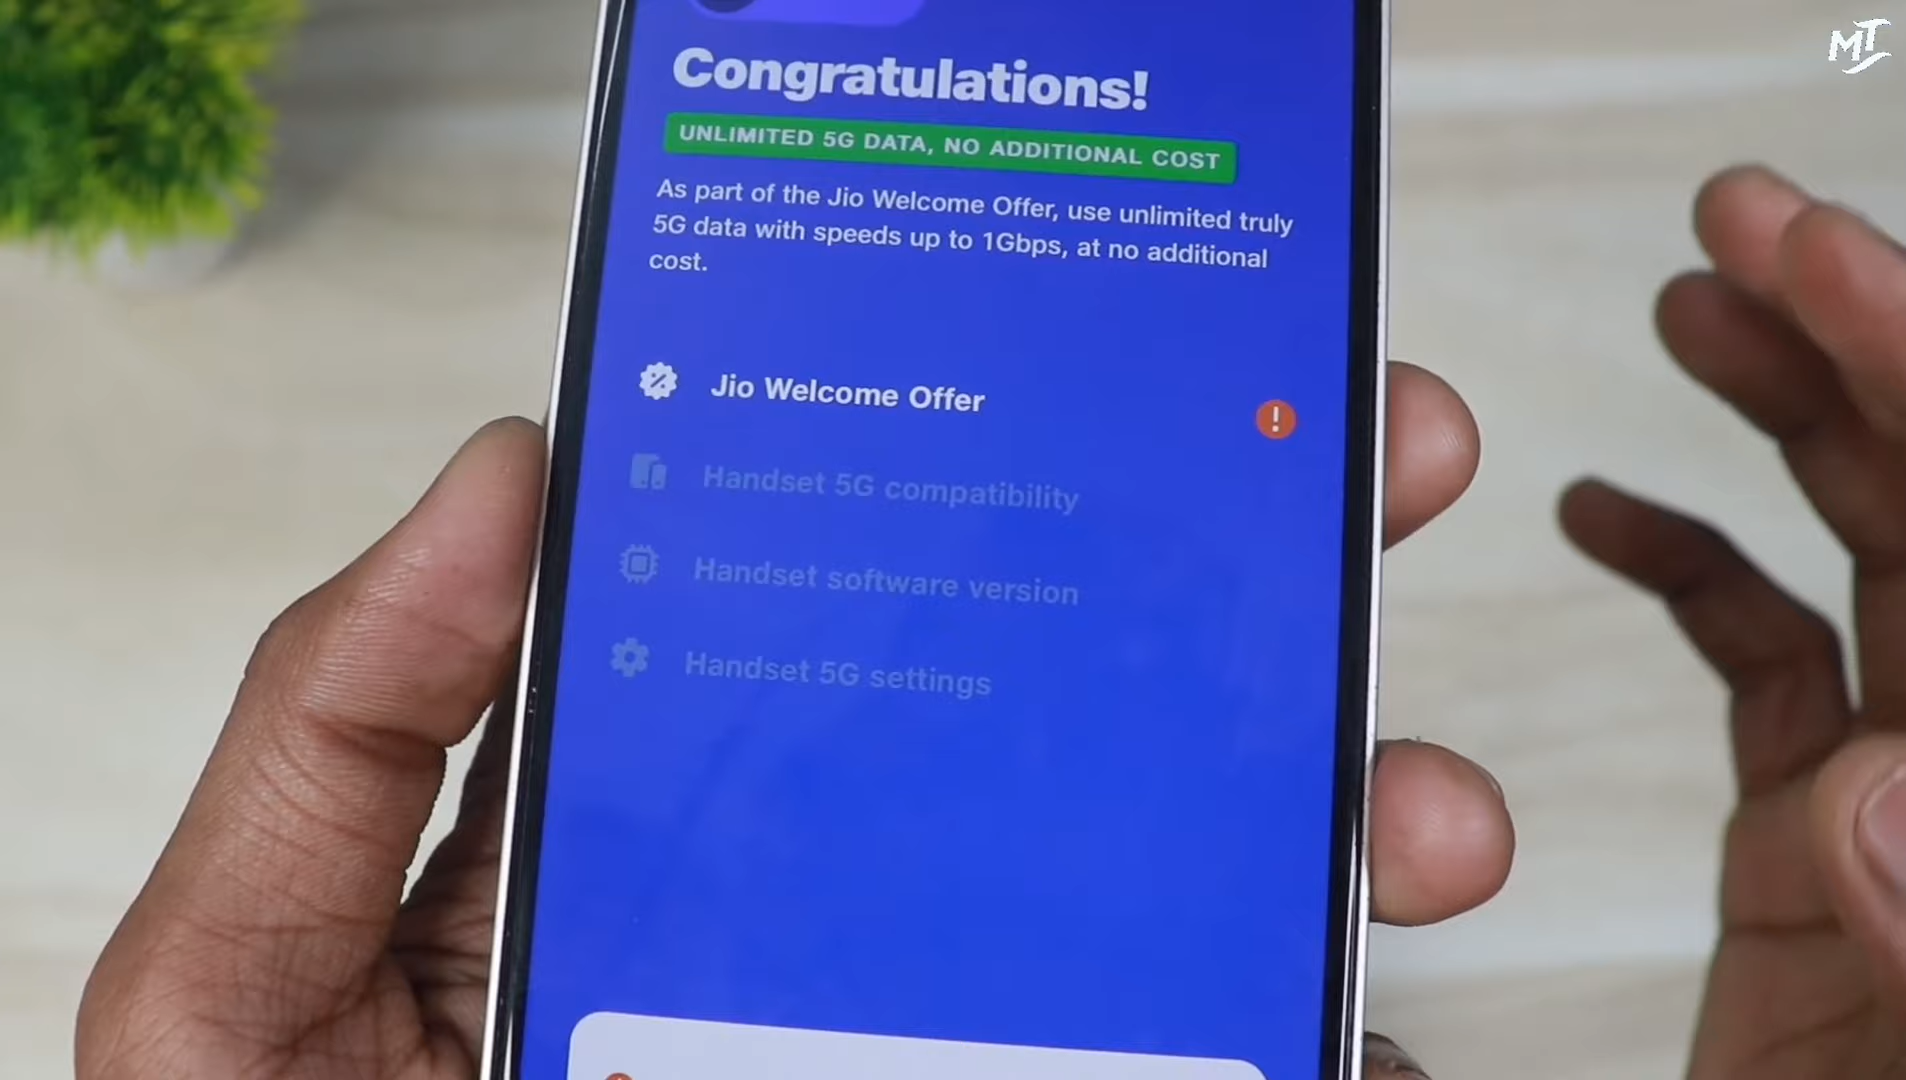 MT
Congratulations!
UNLIMITED 5G DATA, NO ADDITIONAL COST
As part of the Jio Welcome Offer, use unlimited truly
5G data with speeds up to 1Gbps, at no additional
cost.
Jio Welcome Offer
Handset 5G compatibility
Handset software version
Handset 5G settings